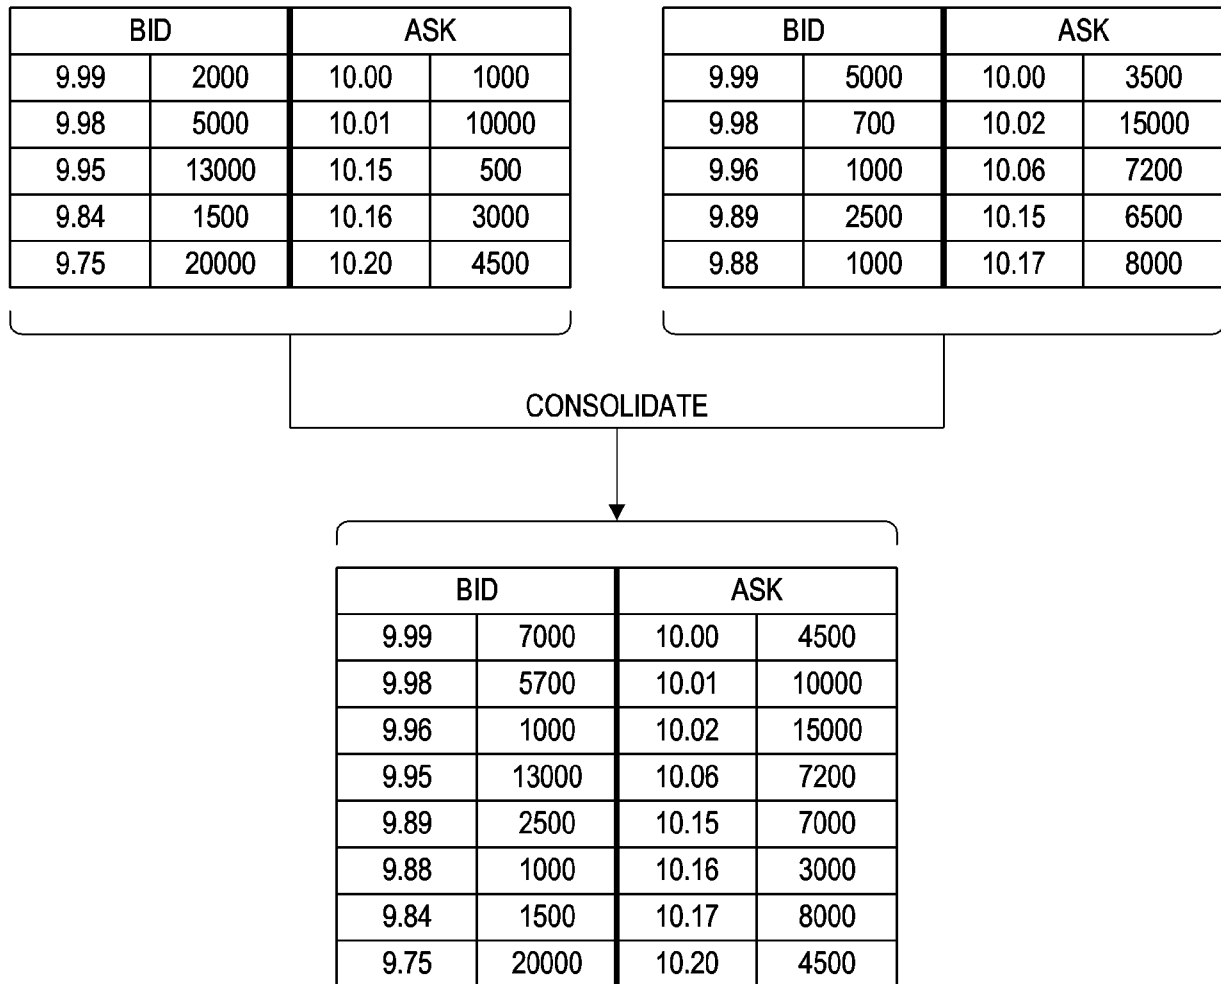 BID ASK
9.99 2000 10.00 1000
9.98 5000 10.01 10000
9.95 13000 10.15 500
9.84 1500 10.16 3000
9.75 20000 10.20 4500
BID ASK
9.99 5000 10.00 3500
9.98 700 10.02 15000
9.96 1000 10.06 7200
9.89 2500 10.15 6500
9.88 1000 10.17 8000
CONSOLIDATE
BID ASK
9.99 7000 10.00 4500
9.98 5700 10.01 10000
9.96 1000 10.02 15000
9.95 13000 10.06 7200
9.89 2500 10.15 7000
9.88 1000 10.16 3000
9.84 1500 10.17 8000
9.75 20000 10.20 4500